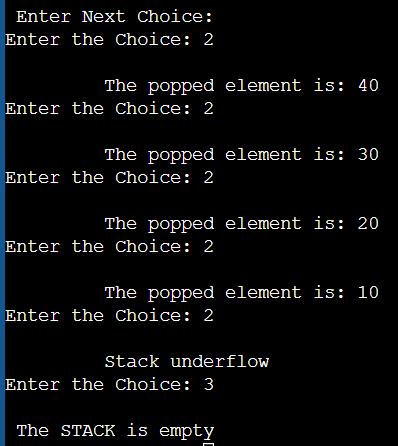 Enter Next Choice:
Enter the Choice: 2
The popped element is: 40
Enter the Choice: 2
The popped element is: 30
Enter the Choice: 2
The popped element is: 20
Enter the Choice: 2
The popped element is: 10
Enter the Choice: 2
Stack underflow
Enter the Choice: 3
The STACK is empty